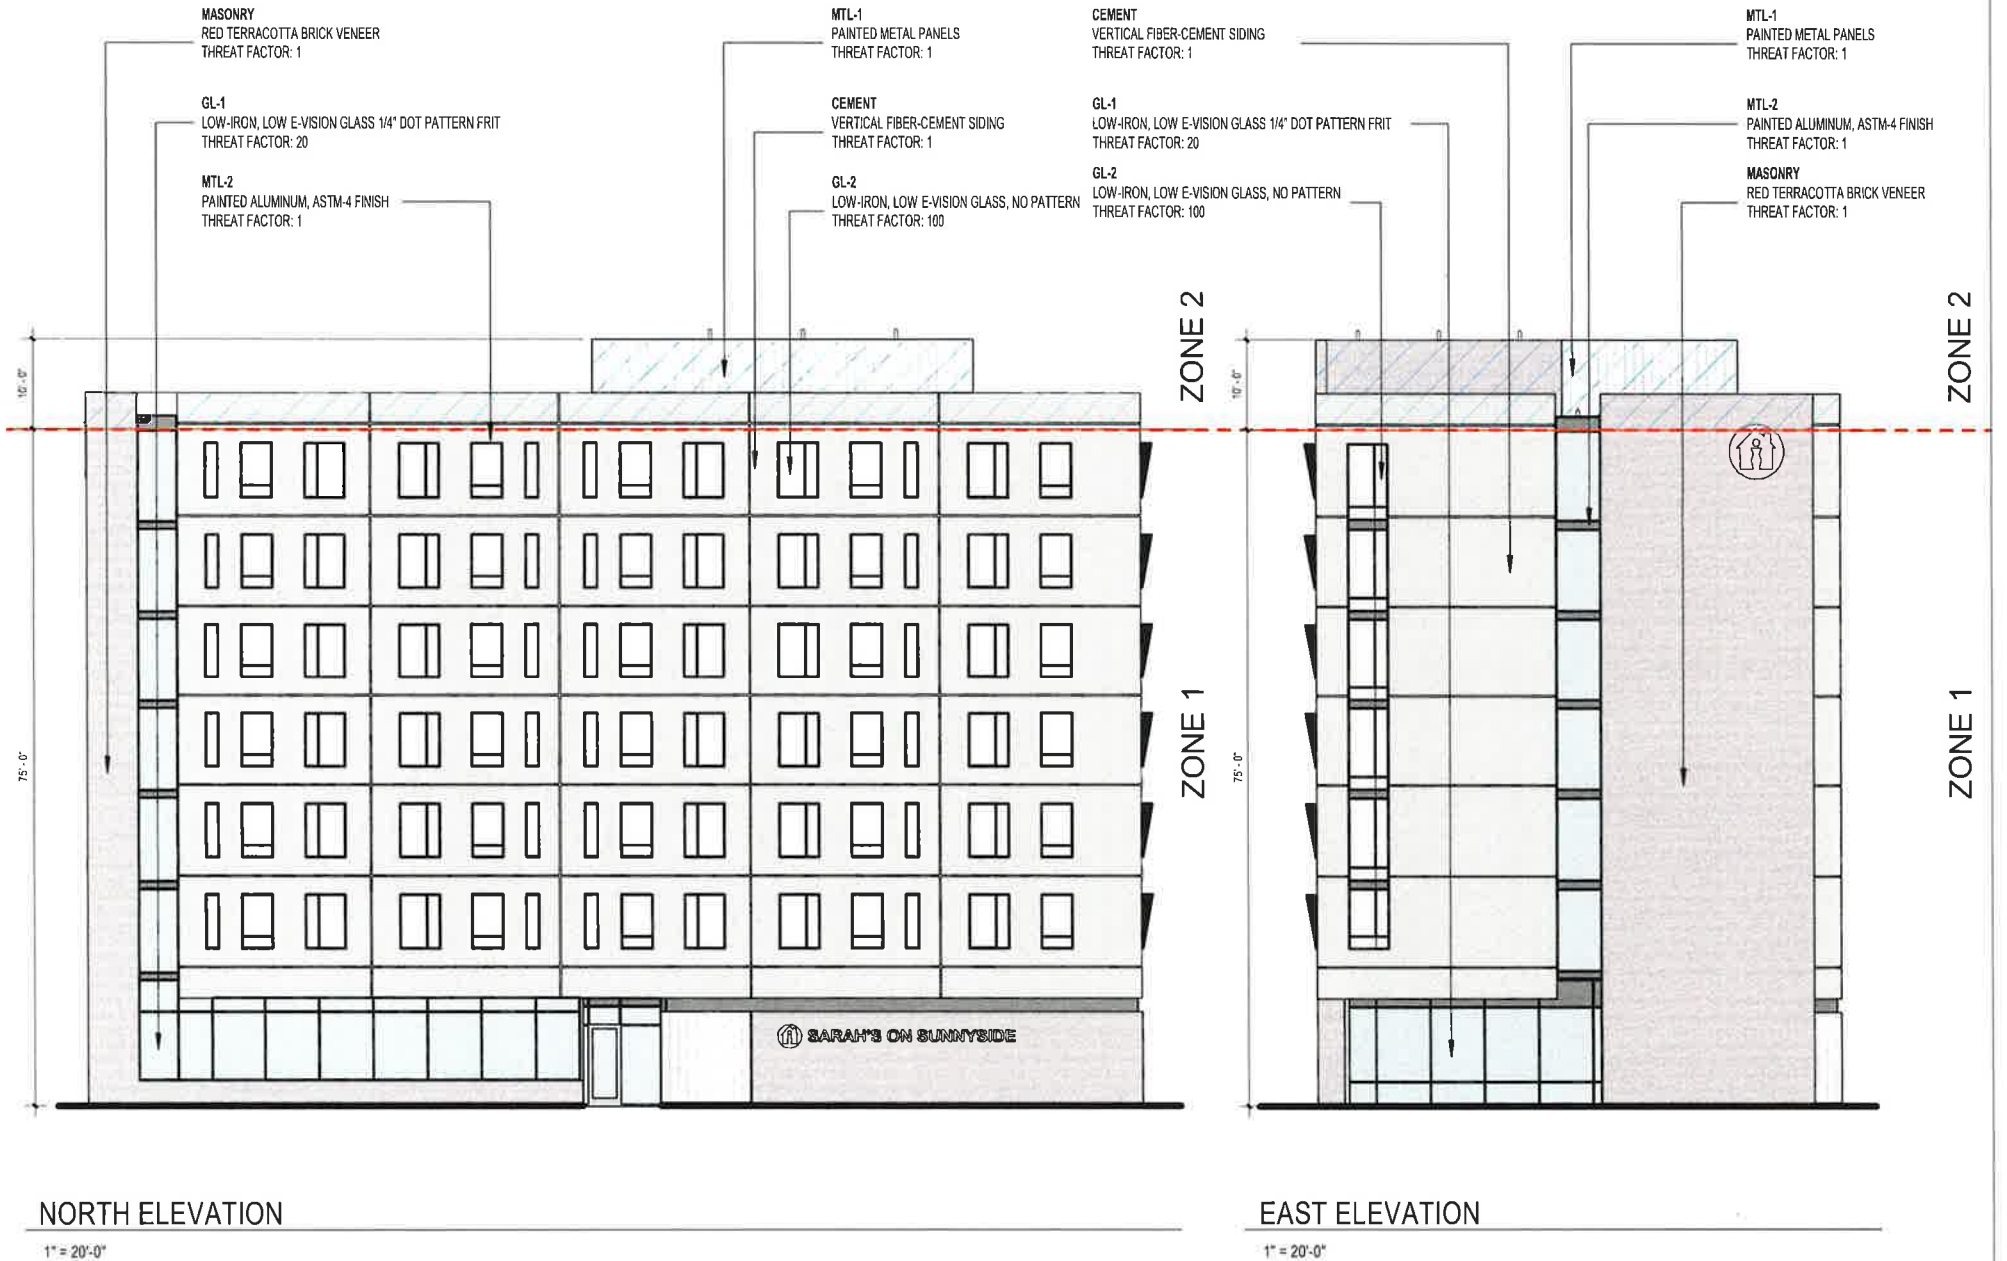 MASONRY
RED TERRACOTTA BRICK VENEER
THREAT FACTOR: 1
GL-1
LOW-IRON, LOW E-VISION GLASS 1/4" DOT PATTERN FRIT
THREAT FACTOR: 20
MTL-2
PAINTED ALUMINUM, ASTM-4 FINISH
THREAT FACTOR: 1
MTL-1
PAINTED METAL PANELS
THREAT FACTOR: 1
CEMENT
VERTICAL FIBER-CEMENT SIDING
THREAT FACTOR: 1
GL-2
LOW-IRON, LOW E-VISION GLASS, NO PATTERN
THREAT FACTOR: 100
CEMENT
VERTICAL FIBER-CEMENT SIDING
THREAT FACTOR: 1
GL-1
LOW-IRON, LOW E-VISION GLASS 1/4" DOT PATTERN FRIT
THREAT FACTOR: 20
GL-2
LOW-IRON, LOW E-VISION GLASS, NO PATTERN
THREAT FACTOR: 100
MTL-1
PAINTED METAL PANELS
THREAT FACTOR: 1
MTL-2
PAINTED ALUMINUM, ASTM-4 FINISH
THREAT FACTOR: 1
MASONRY
RED TERRACOTTA BRICK VENEER
THREAT FACTOR: 1
10'-0"
75'-0"
ZONE 2
ZONE 1
SARAH'S ON SUNNYSIDE
10'-0"
75'-0"
ZONE 2
ZONE 1
NORTH ELEVATION
1" = 20'-0"
EAST ELEVATION
1" = 20'-0"